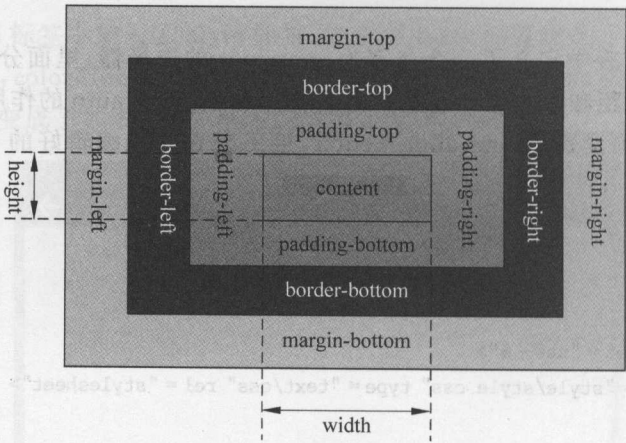 margin-top
border-top
padding-top
margin-left
border-left
padding-left
content
padding-right
border-right
margin-right
height
padding-bottom
border-bottom
margin-bottom
"style/style css" type = "text/css" rel = "stylesheet">
width